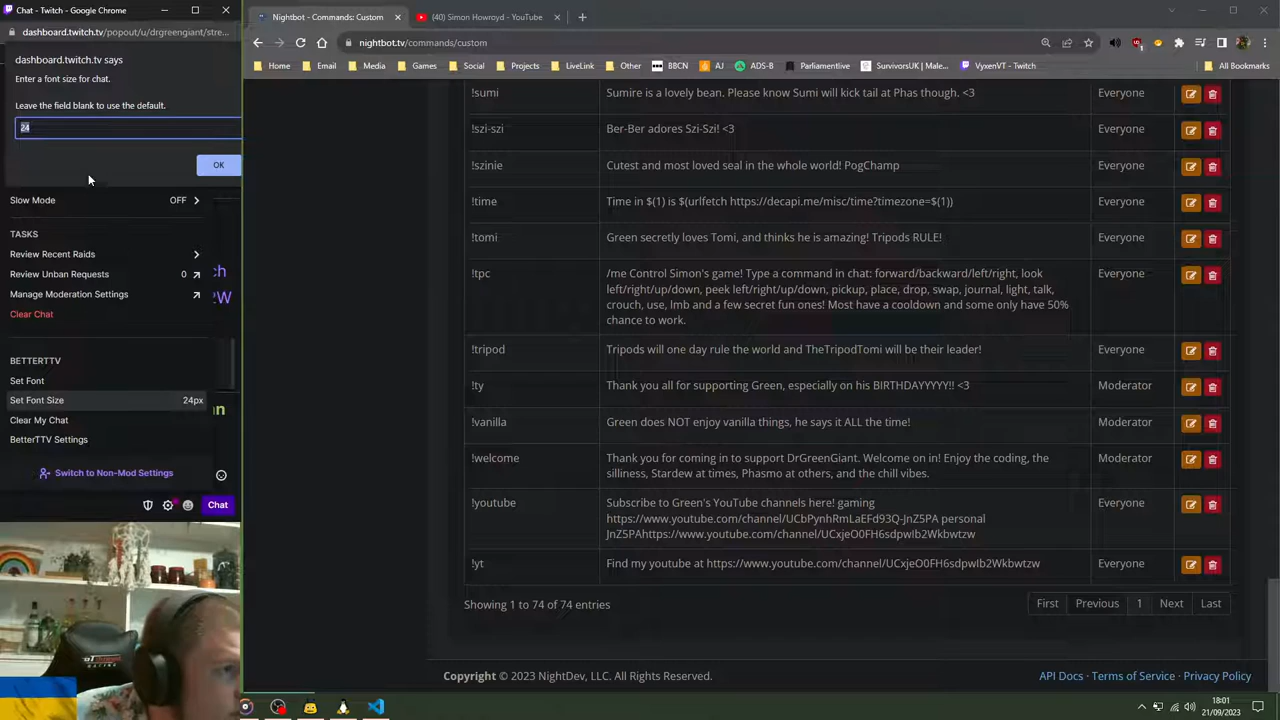 Chat - Twitch - Google Chrome
dashboard.twitch.tv/popout/u/drgreengiant/stre...
dashboard.twitch.tv says
Enter a font size for chat.
Leave the field blank to use the default.
24
OK
Slow Mode OFF
TASKS
Review Recent Raids
Review Unban Requests 0
Manage Moderation Settings
Clear Chat
BETTERTTV
Set Font
Set Font Size 24px
Clear My Chat
BetterTTV Settings
Switch to Non-Mod Settings
Chat
Nightbot - Commands: Custom
(40) Simon Howroyd - YouTube
nightbot.tv/commands/custom
Home Email Media Games Social Projects LiveLink Other BBCN AJ ADS-B Parliamentlive SurvivorsUK | Male... VyxenVT - Twitch All Bookmarks
!sumi Sumire is a lovely bean. Please know Sumi will kick tail at Phas though. <3 Everyone
!szi-szi Ber-Ber adores Szi-Szi! <3 Everyone
!szinie Cutest and most loved seal in the whole world! PogChamp Everyone
!time Time in $(1) is $(urlfetch https://decapi.me/misc/time?timezone=$(1)) Everyone
!tomi Green secretly loves Tomi, and thinks he is amazing! Tripods RULE! Everyone
!tpc /me Control Simon's game! Type a command in chat: forward/backward/left/right, look Everyone
left/right/up/down, peek left/right/up/down, pickup, place, drop, swap, journal, light, talk,
crouch, use, lmb and a few secret fun ones! Most have a cooldown and some only have 50%
chance to work.
!tripod Tripods will one day rule the world and TheTripodTomi will be their leader! Everyone
!ty Thank you all for supporting Green, especially on his BIRTHDAYYYYY!! <3 Moderator
!vanilla Green does NOT enjoy vanilla things, he says it ALL the time! Moderator
!welcome Thank you for coming in to support DrGreenGiant. Welcome on in! Enjoy the coding, the Moderator
silliness, Stardew at times, Phasmo at others, and the chill vibes.
!youtube Subscribe to Green's YouTube channels here! gaming Everyone
https://www.youtube.com/channel/UCbPynhRmLaEFd93Q-JnZ5PA personal
JnZ5PAhttps://www.youtube.com/channel/UCxjeO0FH6sdpwIb2Wkbwtzw
!yt Find my youtube at https://www.youtube.com/channel/UCxjeO0FH6sdpwIb2Wkbwtzw Everyone
Showing 1 to 74 of 74 entries
First Previous 1 Next Last
Copyright © 2023 NightDev, LLC. All Rights Reserved.
API Docs · Terms of Service · Privacy Policy
18:01
21/09/2023